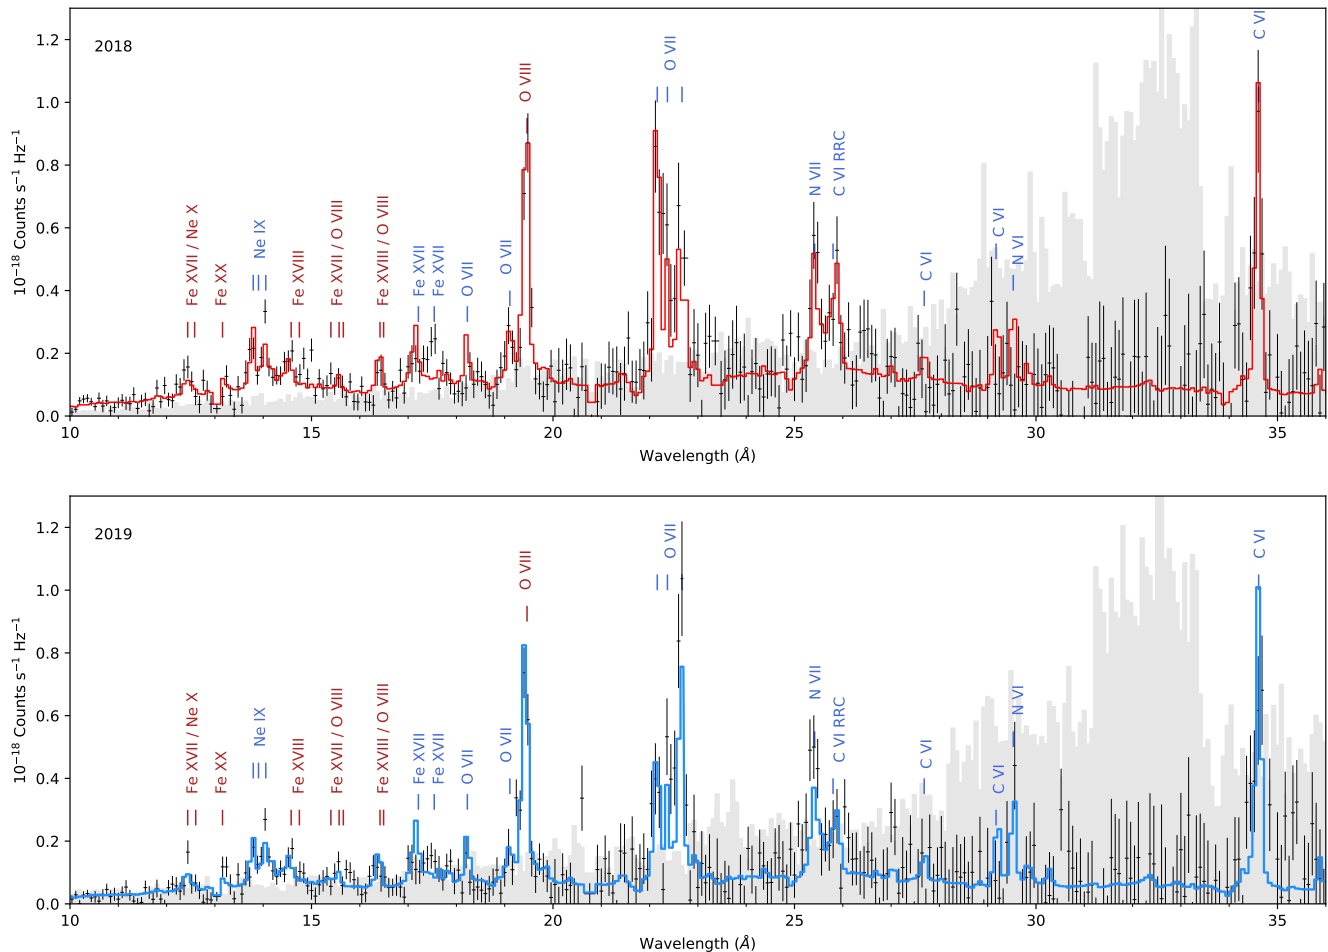 2018
Fe XVII / Ne X
Fe XX
Ne IX
Fe XVIII
Fe XVII / O VIII
Fe XVIII / O VIII
Fe XVII
Fe XVII
O VII
O VII
O VIII
O VII
N VII
C VI RRC
C VI
C VI
N VI
C VI
10⁻¹⁸ Counts s⁻¹ Hz⁻¹
1.2
1.0
0.8
0.6
0.4
0.2
0.0
10 15 20 25 30 35
Wavelength (Å)
2019
Fe XVII / Ne X
Fe XX
Ne IX
Fe XVIII
Fe XVII / O VIII
Fe XVIII / O VIII
Fe XVII
Fe XVII
O VII
O VII
O VIII
O VII
N VII
C VI RRC
C VI
C VI
N VI
C VI
10⁻¹⁸ Counts s⁻¹ Hz⁻¹
1.2
1.0
0.8
0.6
0.4
0.2
0.0
10 15 20 25 30 35
Wavelength (Å)